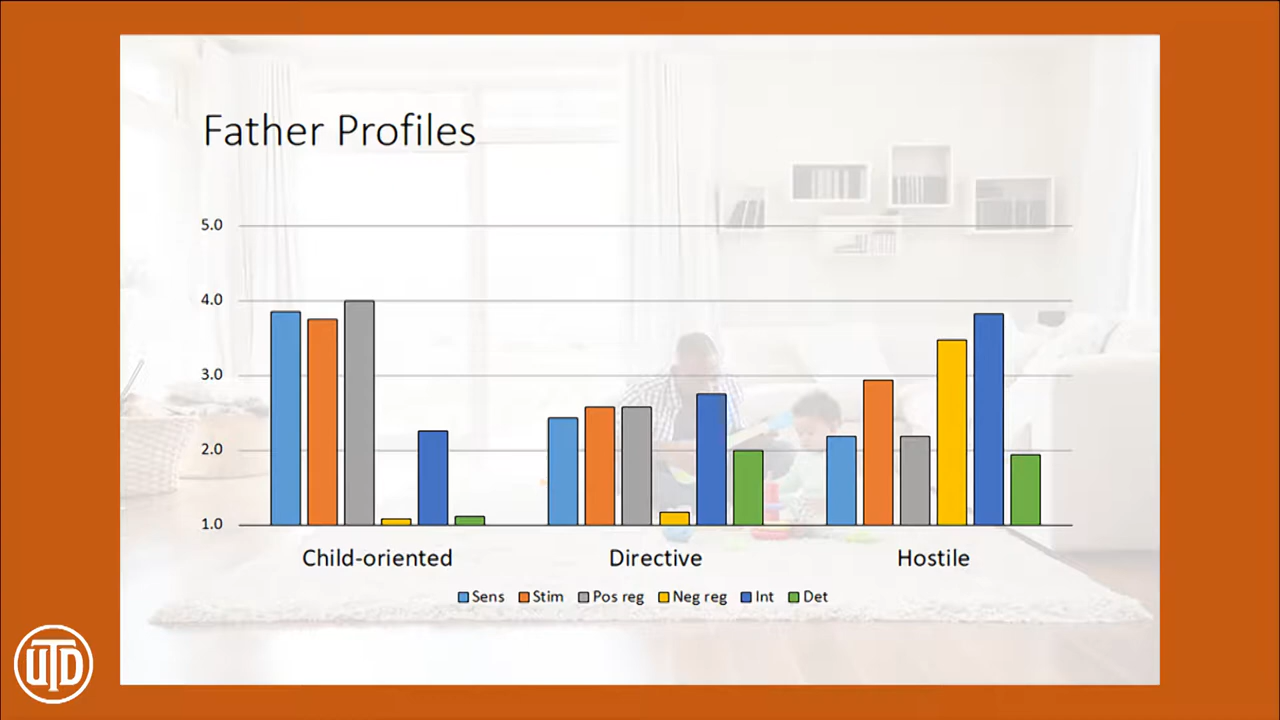 Father Profiles
5.0
4.0
3.0
2.0
1.0
Child-oriented Directive Hostile
Sens Stim Pos reg Neg reg Int Det
UTD